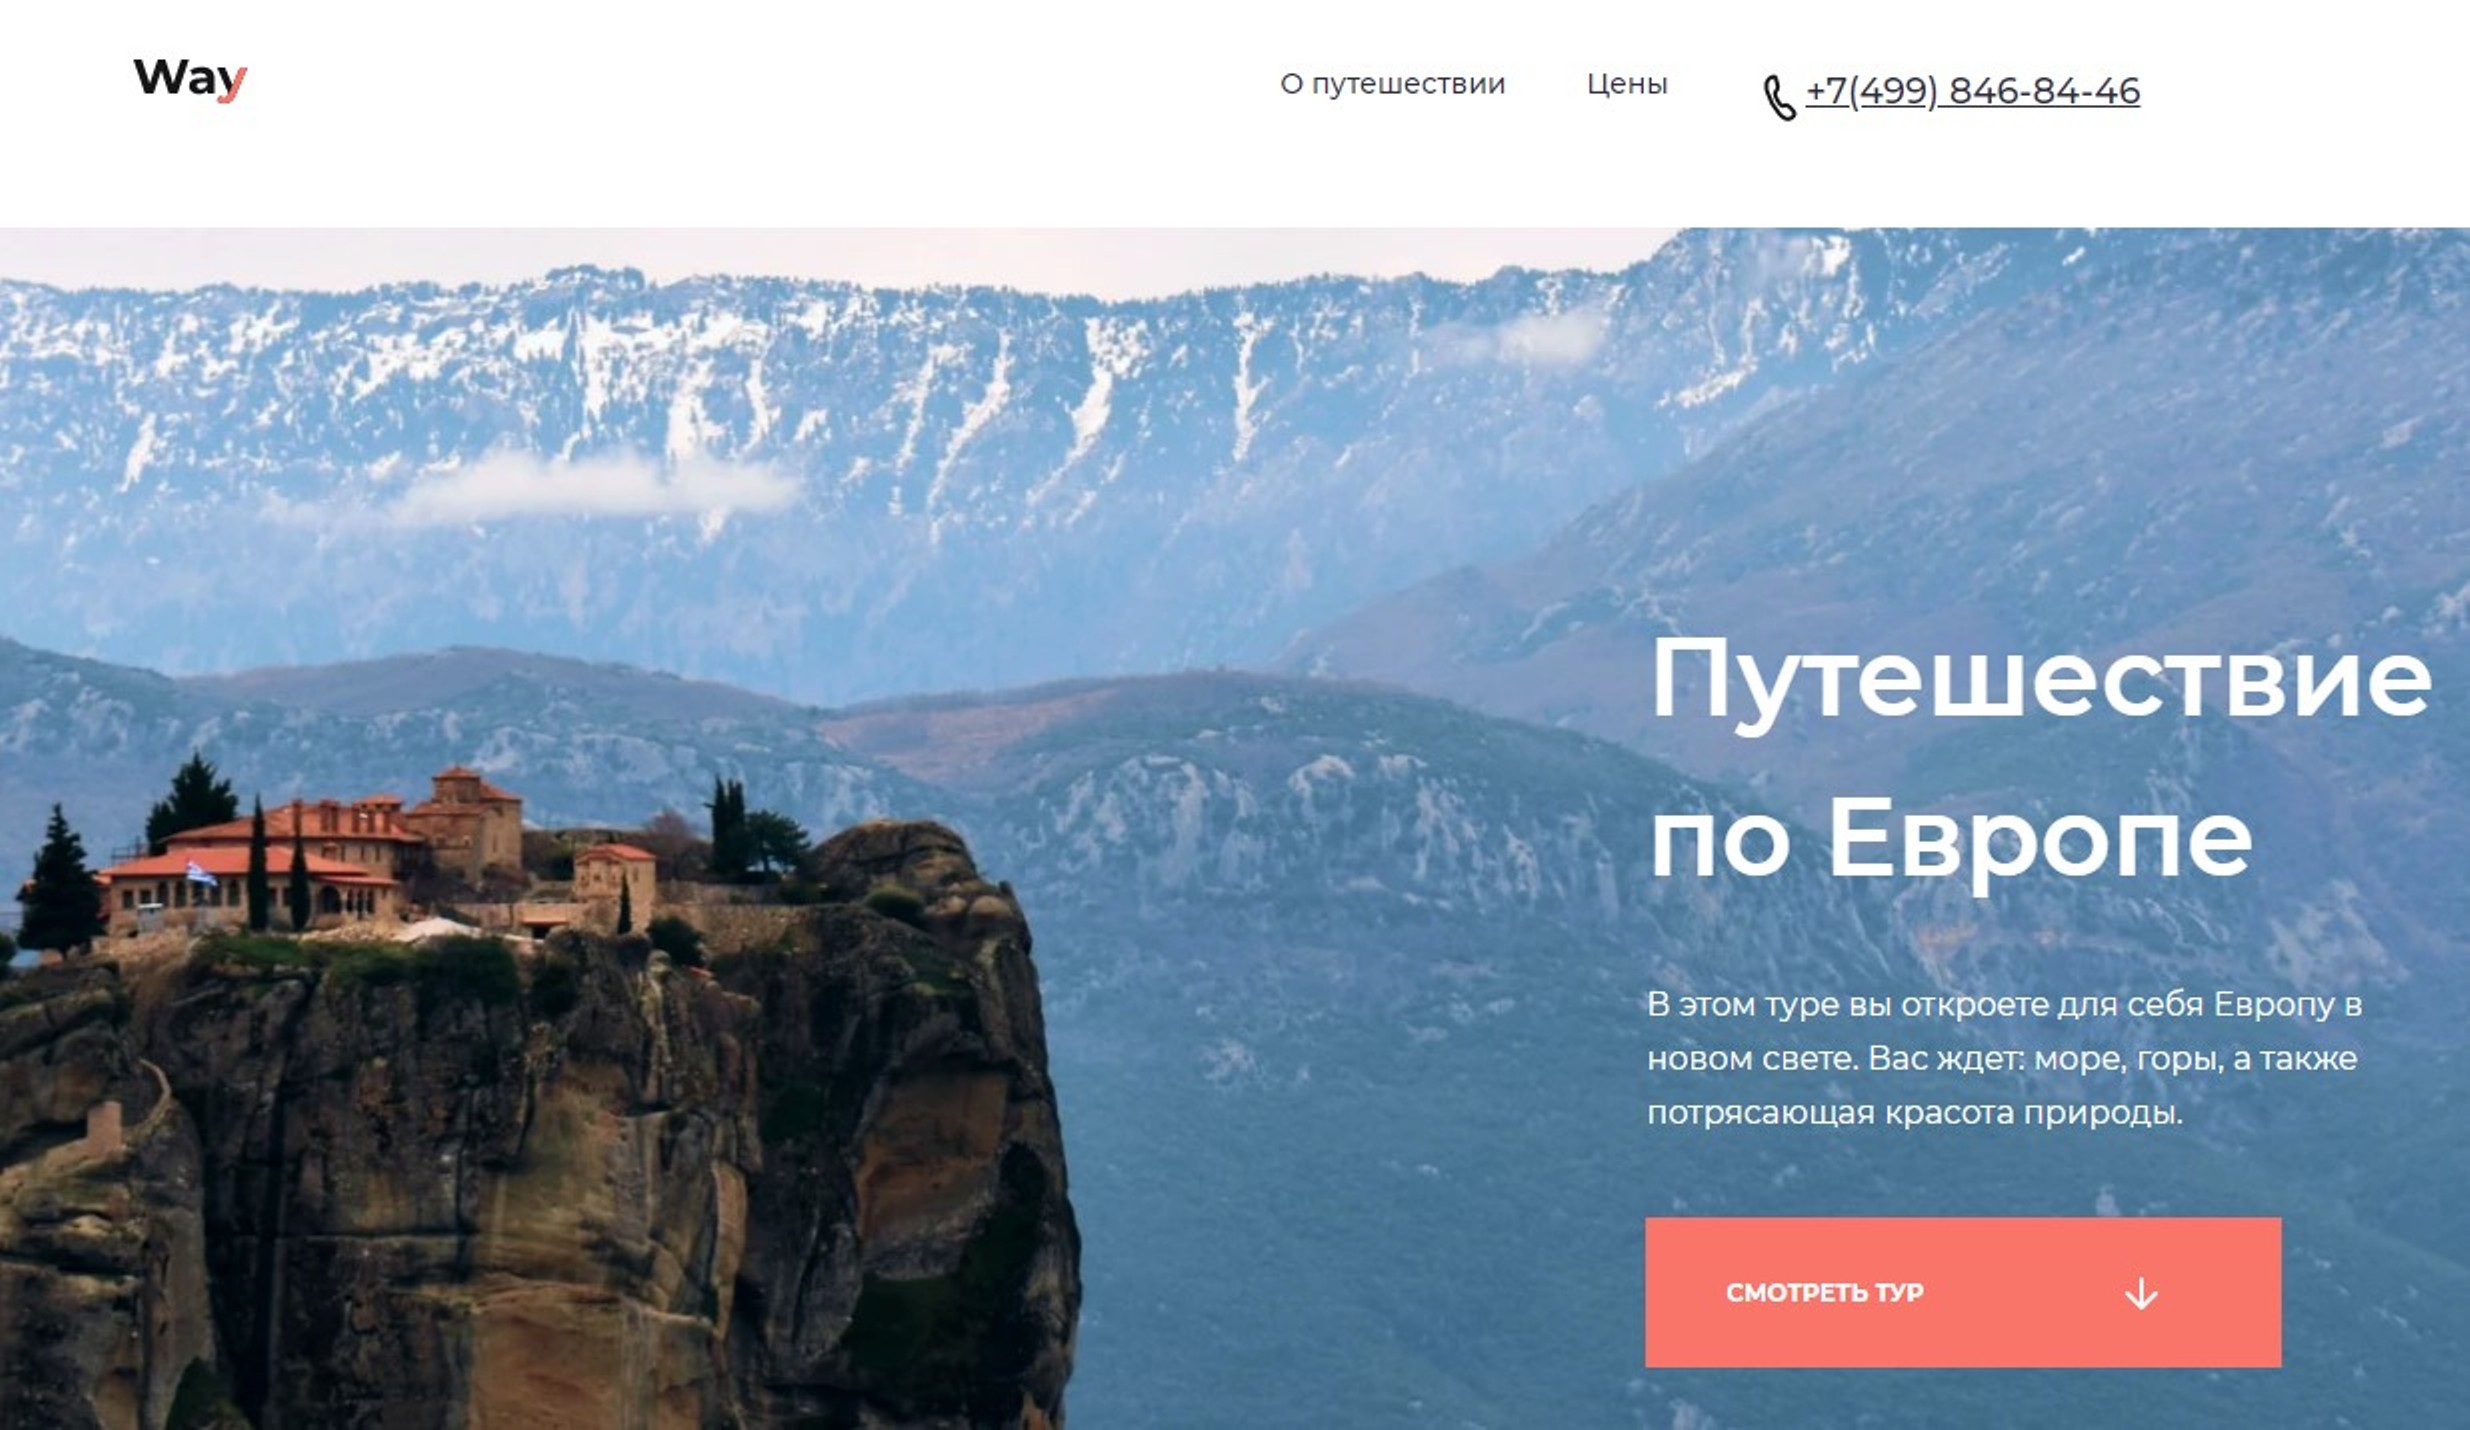 Way
О путешествии
Цены
+7(499) 846-84-46
Путешествие
по Европе
В этом туре вы откроете для себя Европу в
новом свете. Вас ждет: море, горы, а также
потрясающая красота природы.
СМОТРЕТЬ ТУР